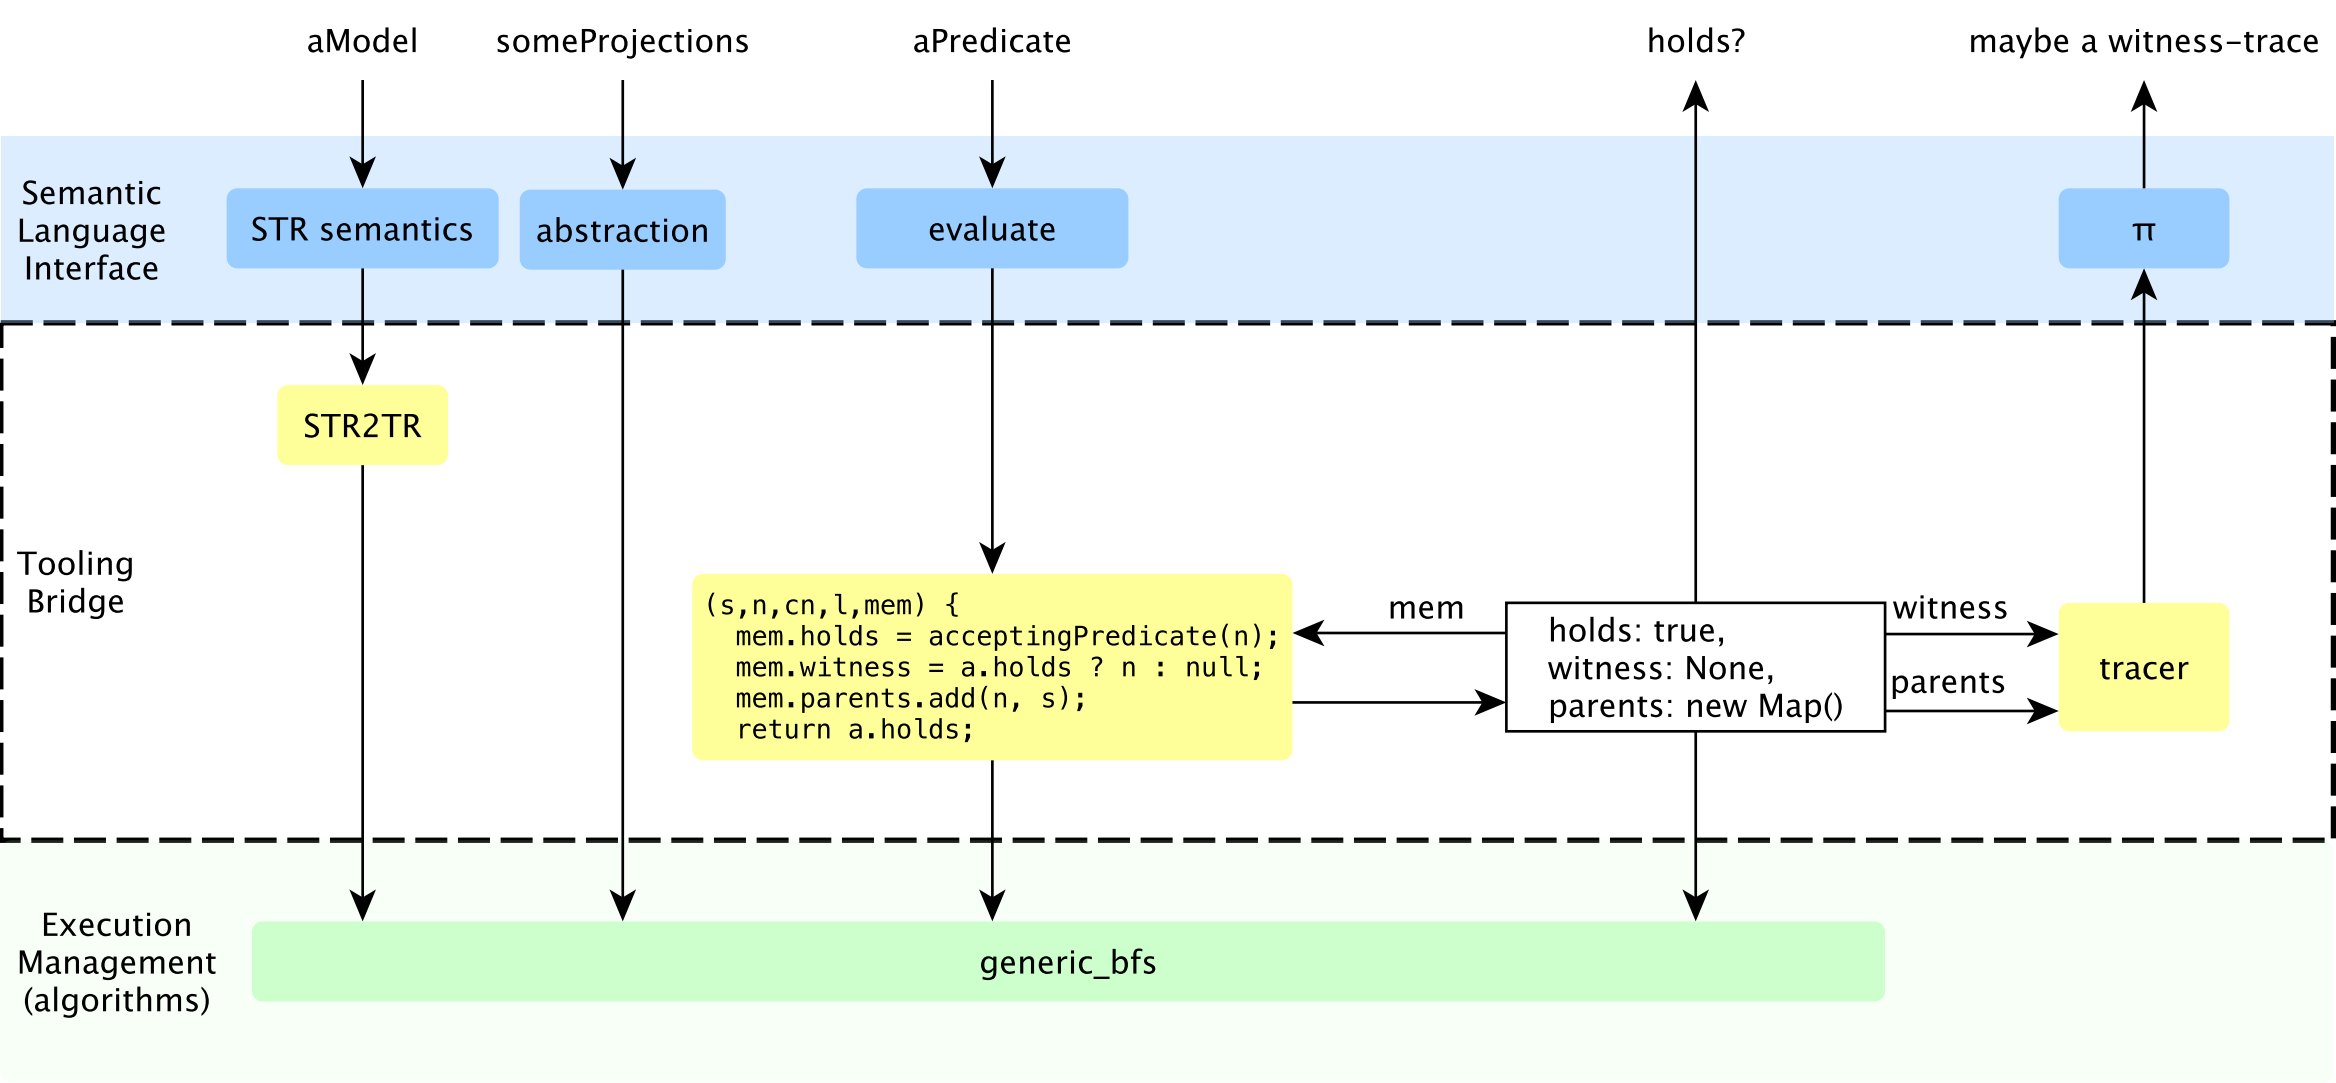 aModel
someProjections
aPredicate
holds?
maybe a witness-trace
Semantic
Language
Interface
STR semantics
abstraction
evaluate
π
STR2TR
Tooling
Bridge
(s,n,cn,l,mem) {
mem.holds = acceptingPredicate(n);
mem.witness = a.holds ? n : null;
mem.parents.add(n, s);
return a.holds;
mem
holds: true,
witness: None,
parents: new Map()
witness
parents
tracer
Execution
Management
(algorithms)
generic_bfs